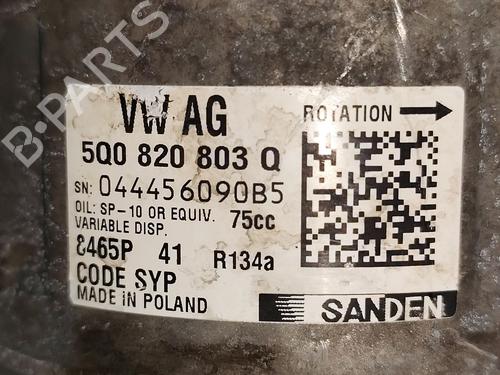 VW AG
ROTATION
5Q0 820 803 Q
SN: 044456090B5
OIL: SP-10 OR EQUIV. 75cc
VARIABLE DISP.
8465P 41 R134a
CODE SYP
MADE IN POLAND
SANDEN
B-PARTS